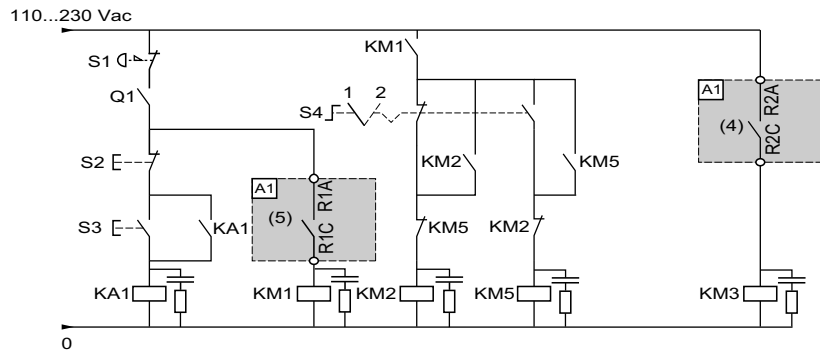 110...230 Vac
KM1
S1
Q1
S4
1
2
A1
(4)
R2A
R2C
S2
KM2
KM5
A1
(5)
R1A
R1C
S3
KA1
KM5
KM2
KA1
KM1
KM2
KM5
KM3
0